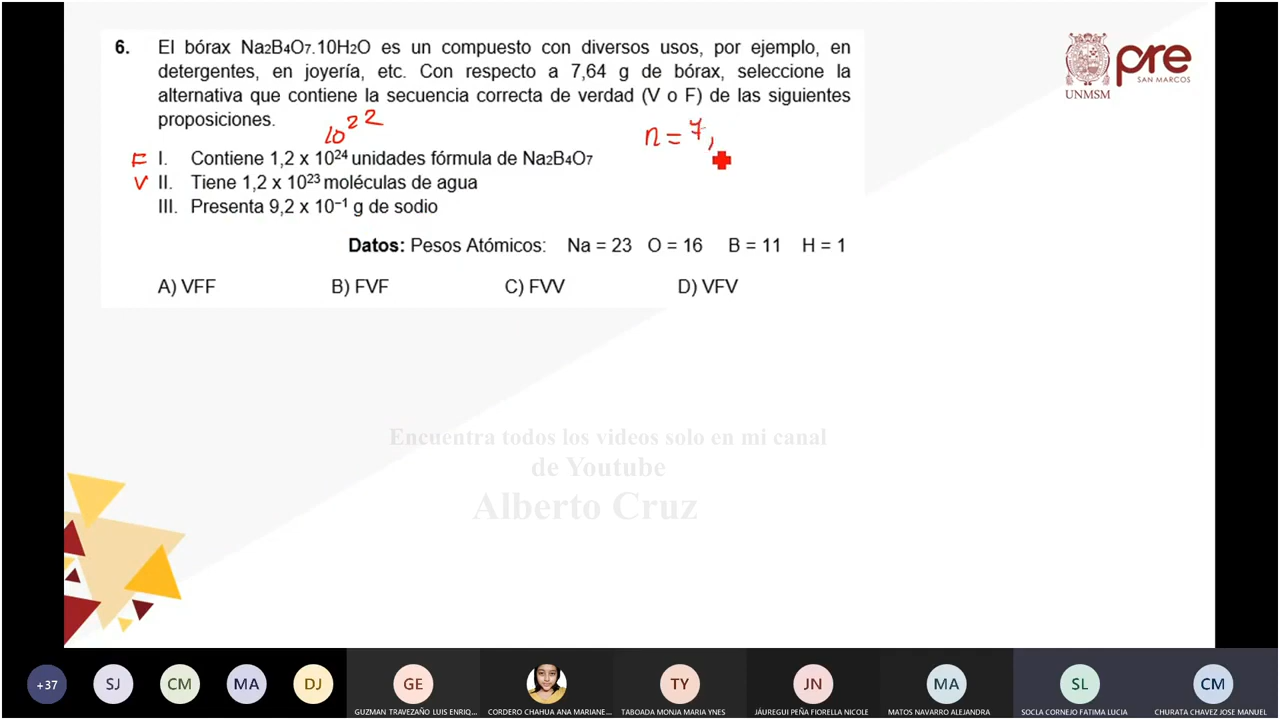 6. El bórax Na2B4O7.10H2O es un compuesto con diversos usos, por ejemplo, en
detergentes, en joyería, etc. Con respecto a 7,64 g de bórax, seleccione la
alternativa que contiene la secuencia correcta de verdad (V o F) de las siguientes
proposiciones.
10²²
n = 7,
F I. Contiene 1,2 x 10²⁴ unidades fórmula de Na2B4O7
V II. Tiene 1,2 x 10²³ moléculas de agua
III. Presenta 9,2 x 10⁻¹ g de sodio
Datos: Pesos Atómicos: Na = 23 O = 16 B = 11 H = 1
A) VFF B) FVF C) FVV D) VFV
UNMSM
pre
SAN MARCOS
Encuentra todos los videos solo en mi canal
de Youtube
Alberto Cruz
+37 SJ CM MA DJ GE TY JN MA SL CM
GUZMAN TRAVEZAÑO LUIS ENRIQ... CORDERO CHAHUA ANA MARIANE... TABOADA MONJA MARIA YNES JÁUREGUI PEÑA FIORELLA NICOLE MATOS NAVARRO ALEJANDRA SOCLA CORNEJO FATIMA LUCIA CHURATA CHAVEZ JOSE MANUEL